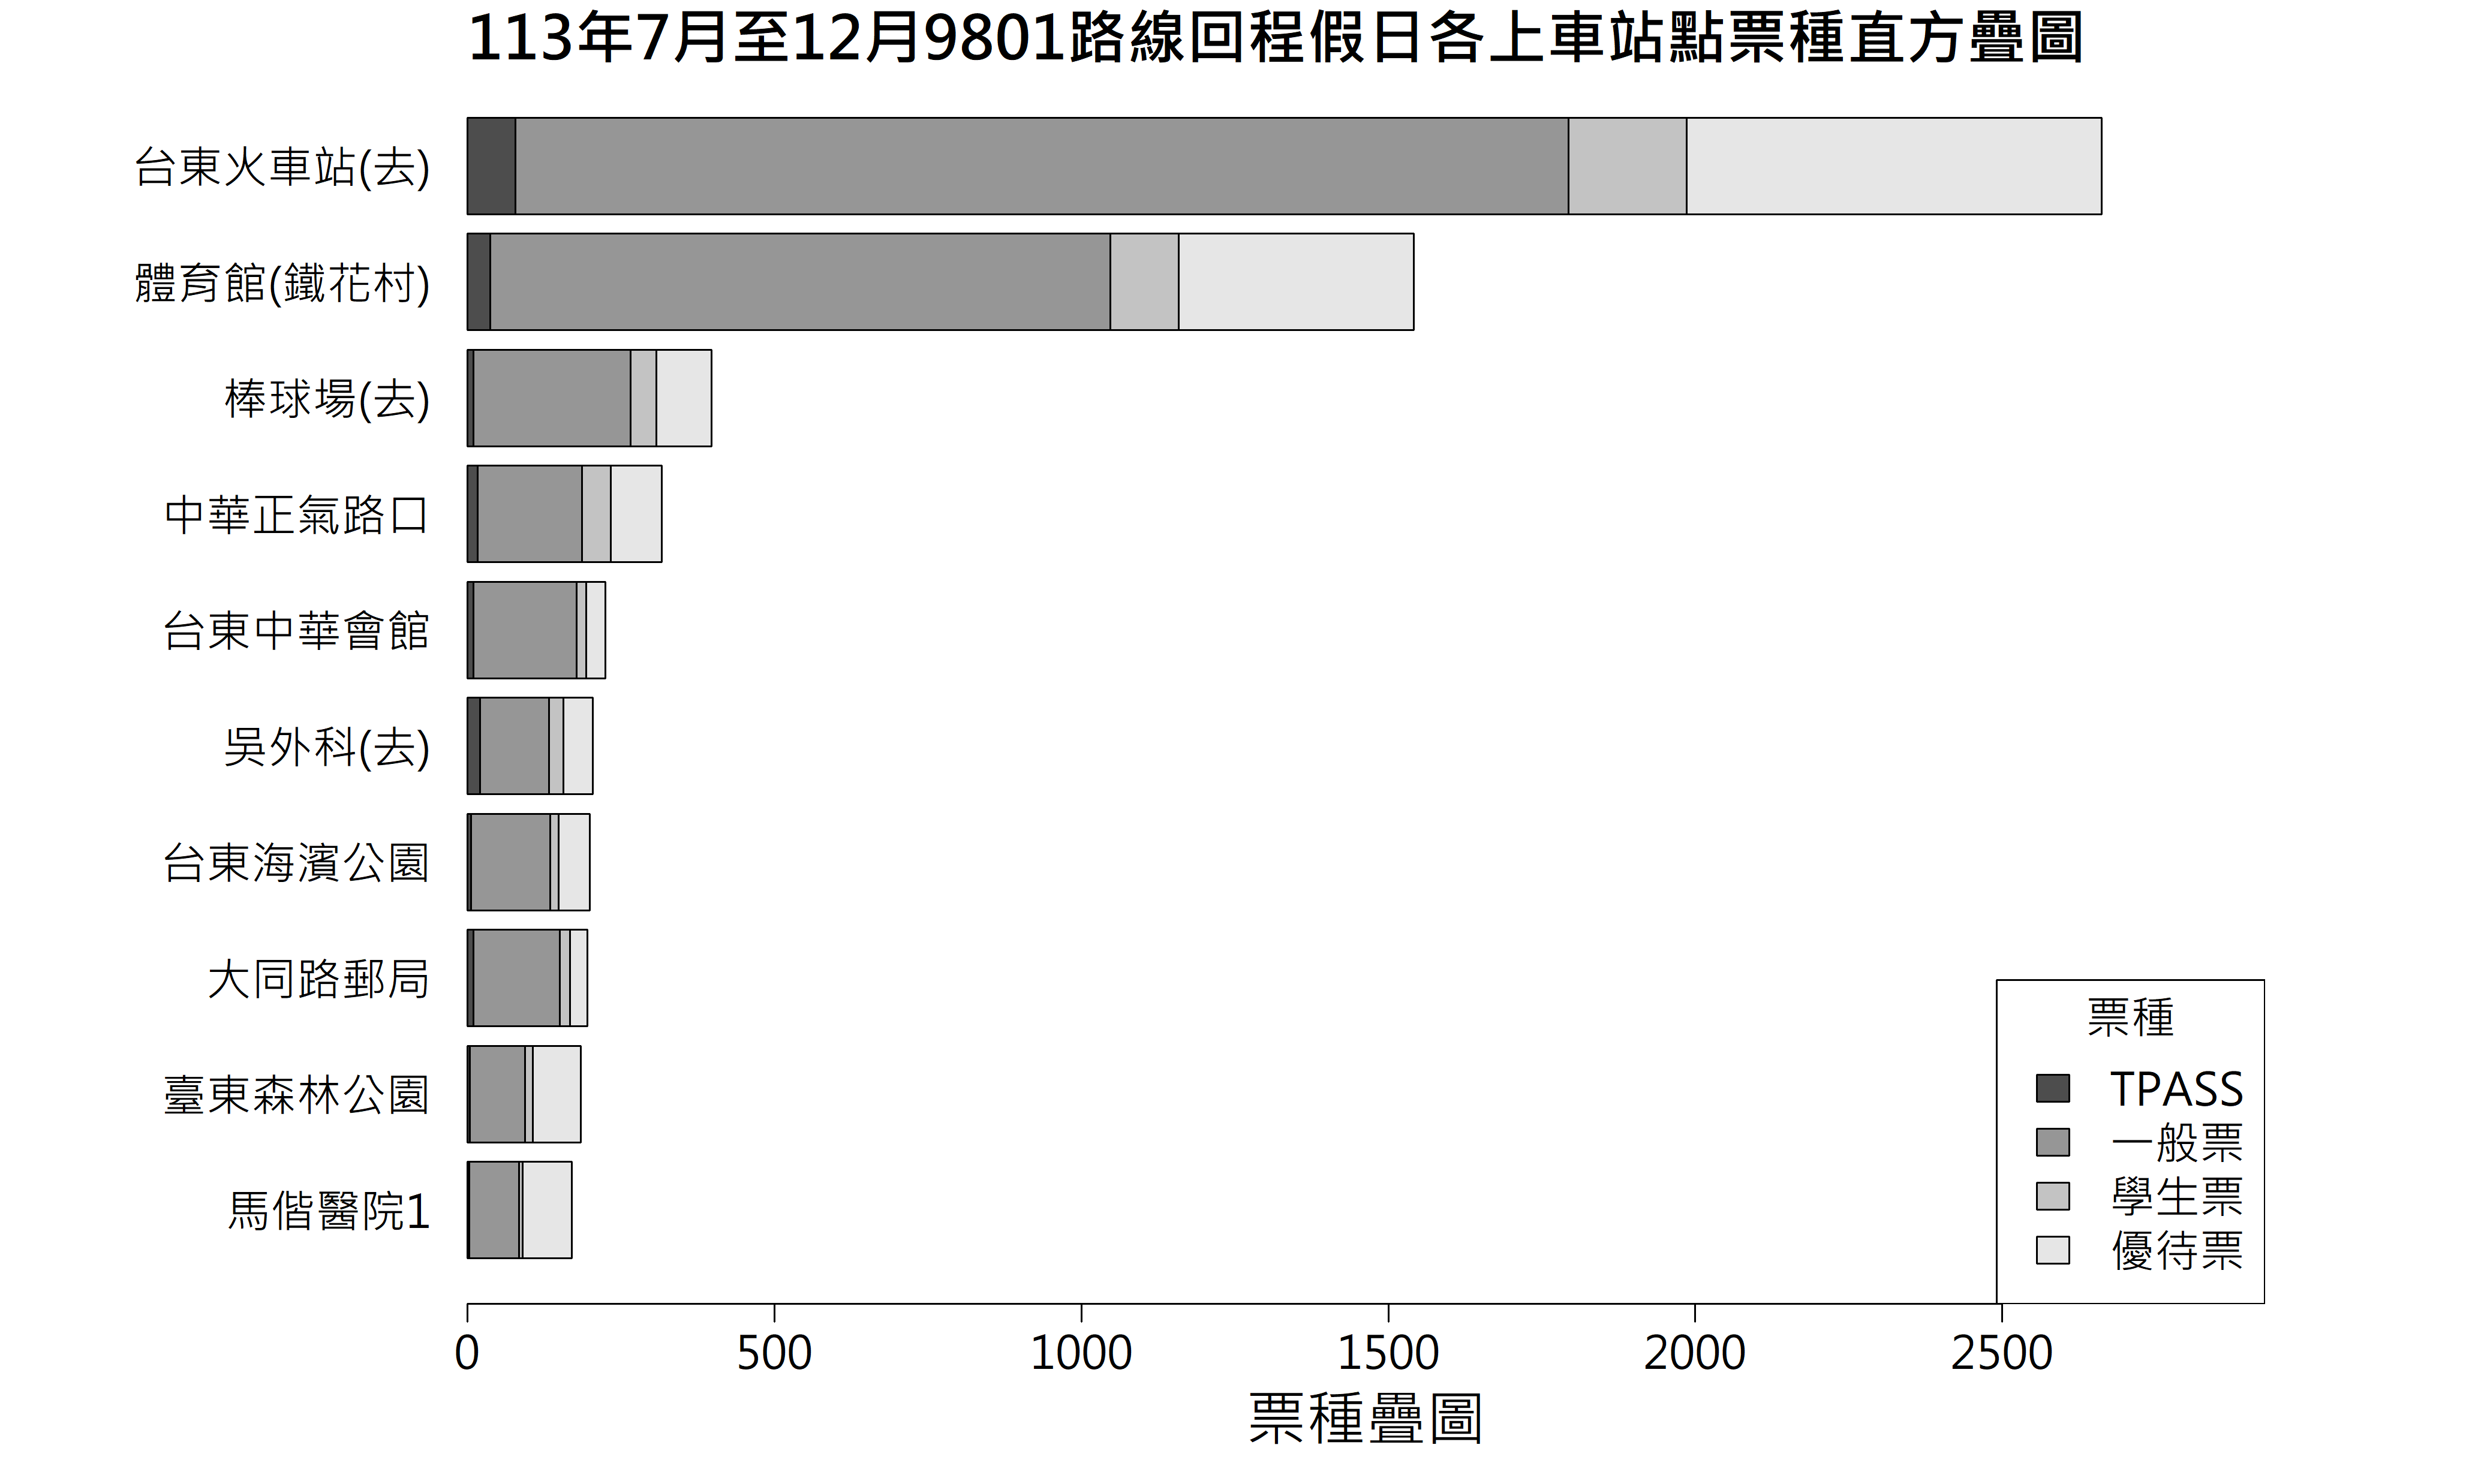 113年7月至12月9801路線回程假日各上車站點票種直方疊圖
台東火車站(去)
體育館(鐵花村)
棒球場(去)
中華正氣路口
台東中華會館
吳外科(去)
台東海濱公園
大同路郵局
臺東森林公園
馬偕醫院1
票種
TPASS
一般票
學生票
優待票
0 500 1000 1500 2000 2500
票種疊圖